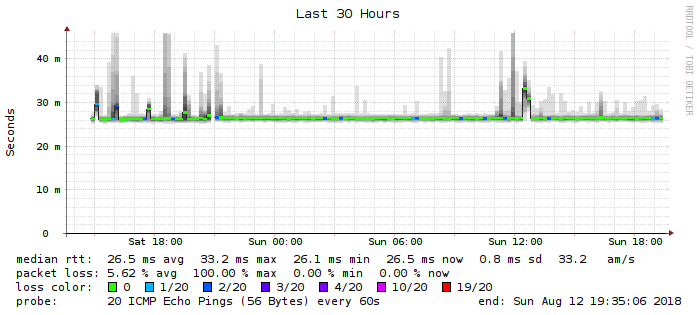 Last 30 Hours
RRDTOOL / TOBI OETIKER
Seconds
40 m
30 m
20 m
10 m
0
Sat 18:00 Sun 00:00 Sun 06:00 Sun 12:00 Sun 18:00
median rtt: 26.5 ms avg 33.2 ms max 26.1 ms min 26.5 ms now 0.8 ms sd 33.2 am/s
packet loss: 5.62 % avg 100.00 % max 0.00 % min 0.00 % now
loss color: 0 1/20 2/20 3/20 4/20 10/20 19/20
probe: 20 ICMP Echo Pings (56 Bytes) every 60s end: Sun Aug 12 19:35:06 2018